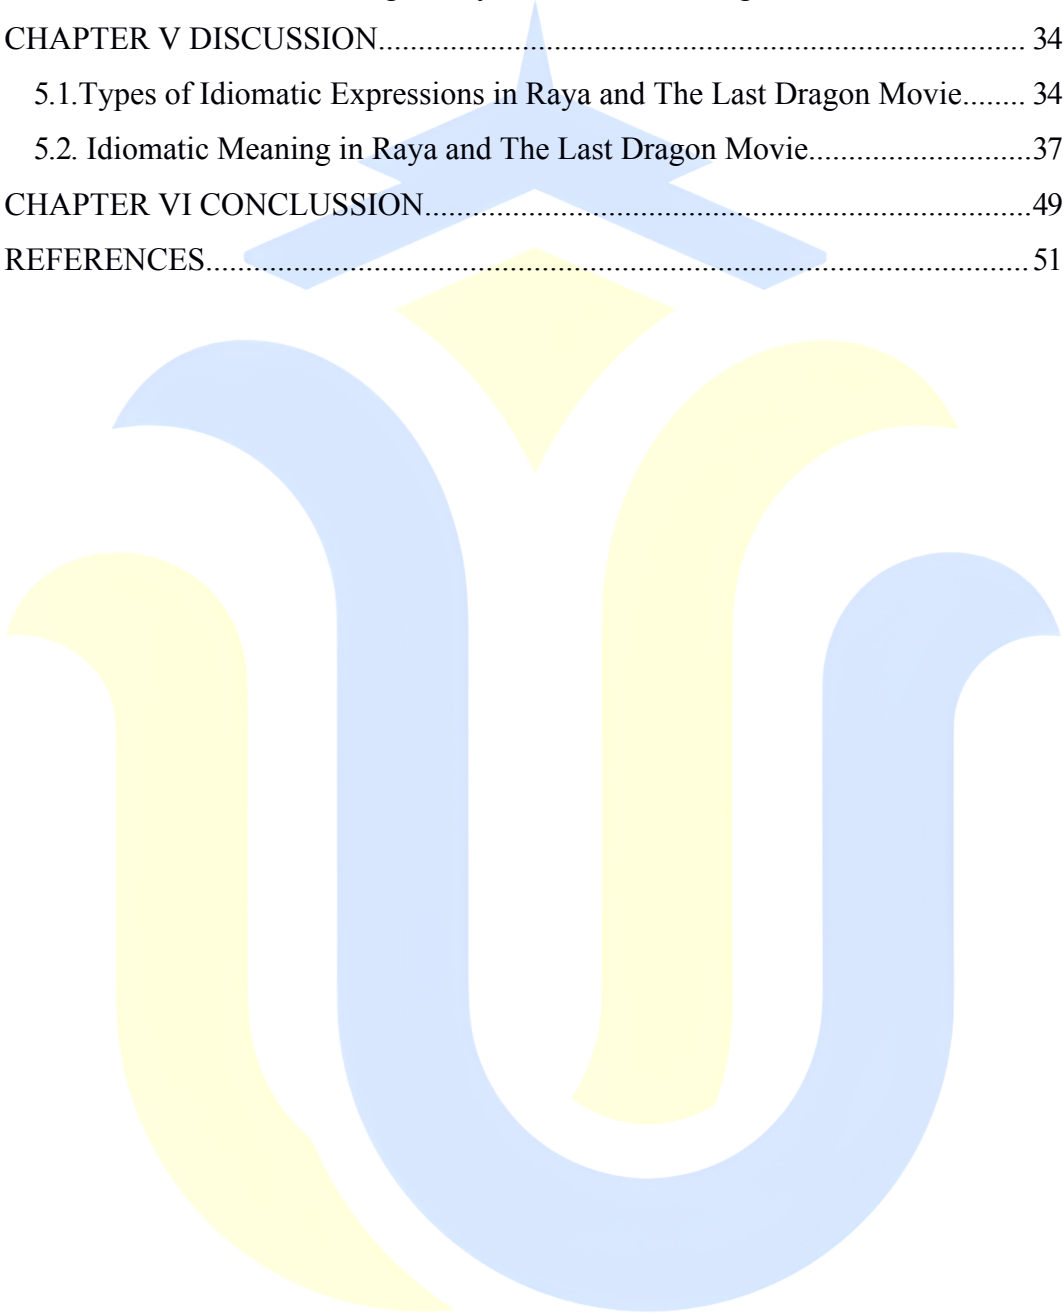 CHAPTER V DISCUSSION.......................................................................................... 34
5.1.Types of Idiomatic Expressions in Raya and The Last Dragon Movie........ 34
5.2. Idiomatic Meaning in Raya and The Last Dragon Movie............................37
CHAPTER VI CONCLUSSION....................................................................................49
REFERENCES................................................................................................................51